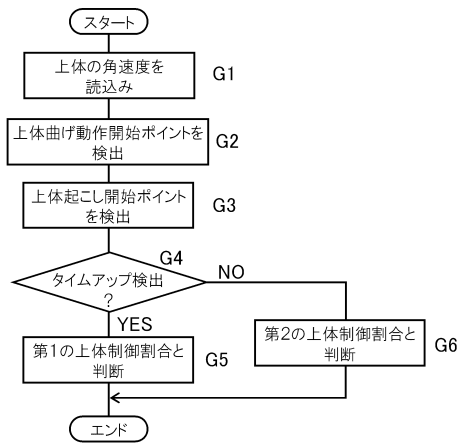 スタート
上体の角速度を
読込み
G1
上体曲げ動作開始ポイントを
検出
G2
上体起こし開始ポイント
を検出
G3
G4
タイムアップ検出
?
NO
YES
第1の上体制御割合と
判断
G5
第2の上体制御割合と
判断
G6
エンド